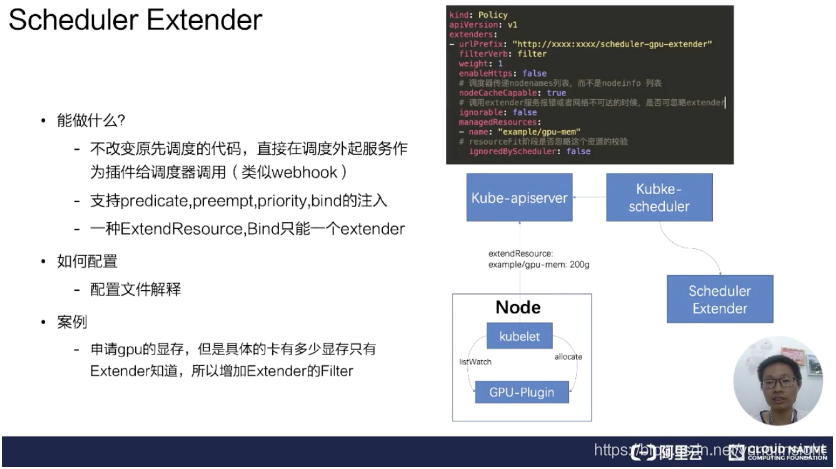 Scheduler Extender
• 能做什么?
- 不改变原先调度的代码，直接在调度外起服务作
为插件给调度器调用（类似webhook）
- 支持predicate,preempt,priority,bind的注入
- 一种ExtendResource,Bind只能一个extender
• 如何配置
- 配置文件解释
• 案例
- 申请gpu的显存，但是具体的卡有多少显存只有
Extender知道，所以增加Extender的Filter
kind: Policy
apiVersion: v1
extenders:
- urlPrefix: "http://xxxx:xxxx/scheduler-gpu-extender"
filterVerb: filter
weight: 1
enableHttps: false
# 调度器传递nodenames列表，而不是nodeinfo 列表
nodeCacheCapable: true
# 调用extender服务报错或者网络不可达的时候，是否可忽略extender
ignorable: false
managedResources:
- name: "example/gpu-mem"
# resourceFit阶段是否忽略这个资源的校验
ignoredByScheduler: false
Kube-apiserver
Kubke-
scheduler
extendResource:
example/gpu-mem: 200g
Scheduler
Extender
Node
kubelet
listWatch
allocate
GPU-Plugin
阿里云
CLOUD NATIVE
COMPUTING FOUNDATION